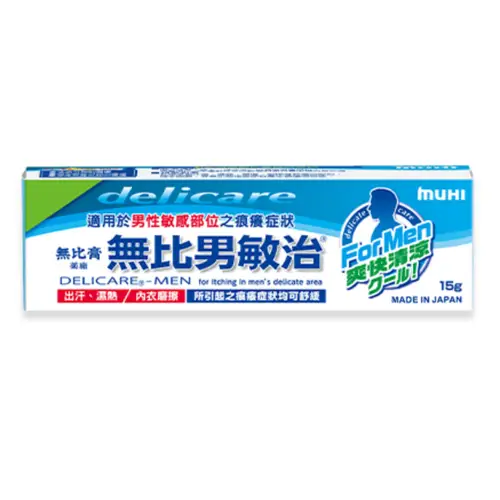 delicare
muHI
適用於男性敏感部位之痕癢症狀
無比膏
無比男敏治®
DELICARE®-MEN for itching in men's delicate area
出汗、濕熱/內衣磨擦 所引起之痕癢症狀均可舒緩
delicate care
For Men
爽快清涼
クール!
15g
MADE IN JAPAN